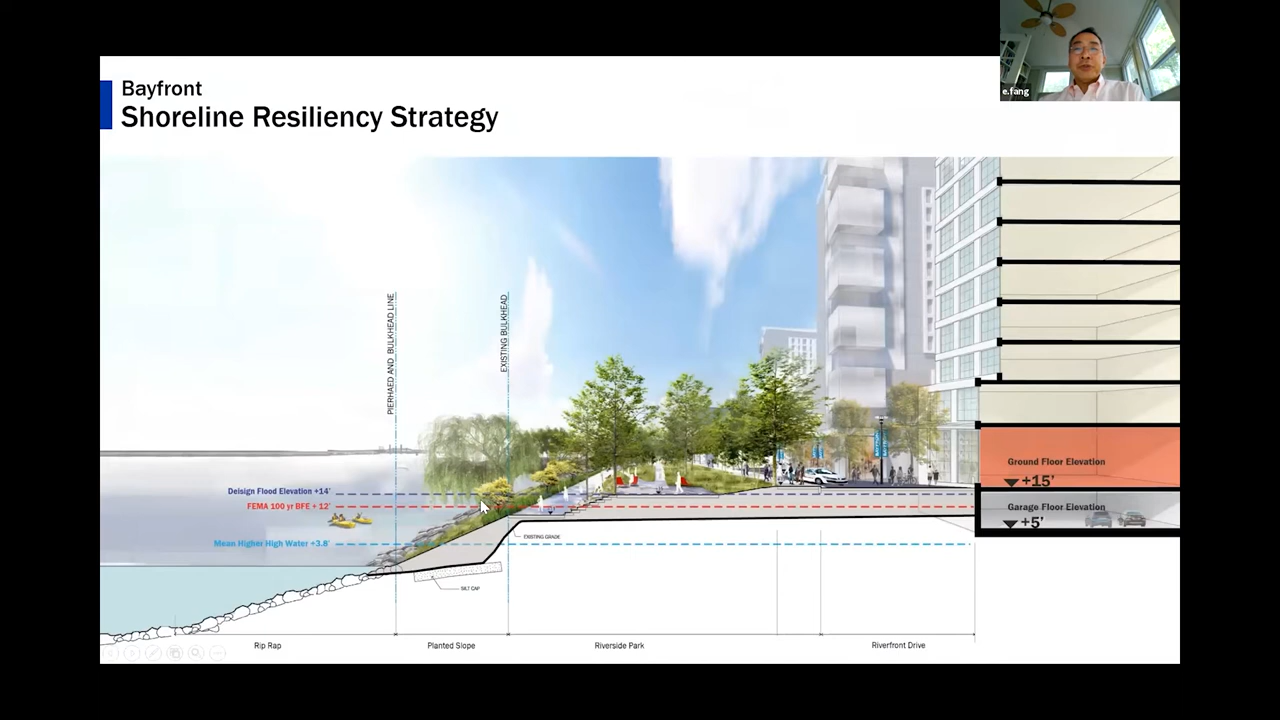 e.fang
Bayfront
Shoreline Resiliency Strategy
PIERHAED AND BULKHEAD LINE
EXISTING BULKHEAD
Deisgn Flood Elevation +14'
FEMA 100 yr BFE + 12'
Mean Higher High Water +3.8'
EXISTING GRADE
SILT CAP
Ground Floor Elevation
+15'
Garage Floor Elevation
+5'
Rip Rap
Planted Slope
Riverside Park
Riverfront Drive